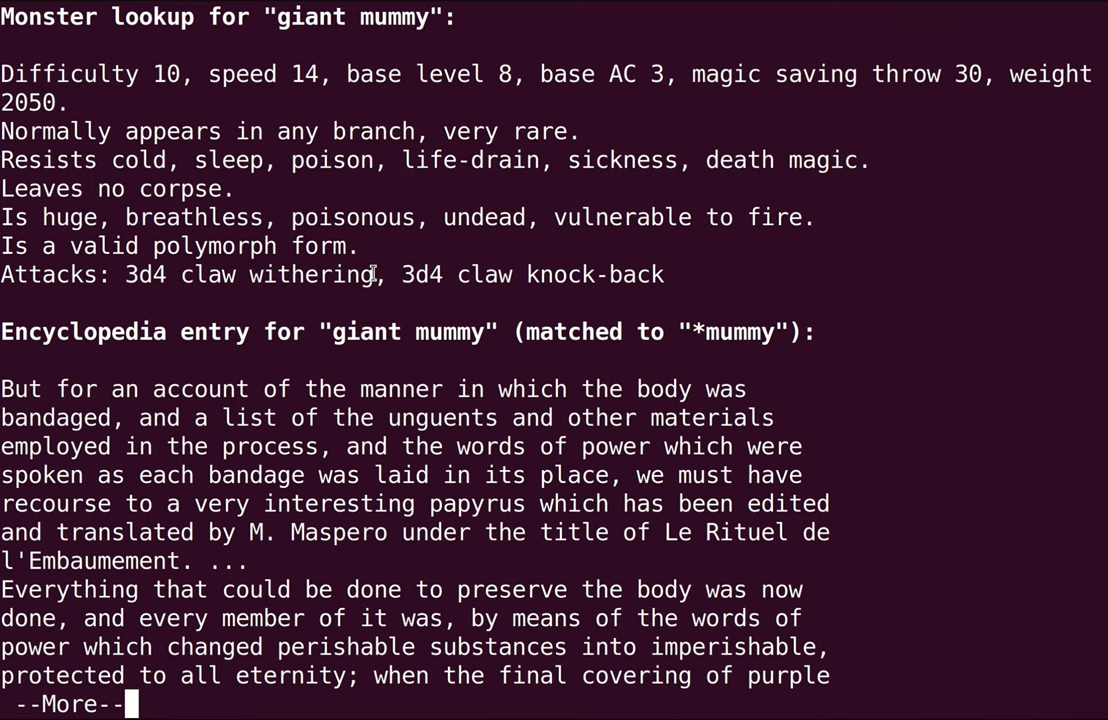 Monster lookup for "giant mummy":
Difficulty 10, speed 14, base level 8, base AC 3, magic saving throw 30, weight
2050.
Normally appears in any branch, very rare.
Resists cold, sleep, poison, life-drain, sickness, death magic.
Leaves no corpse.
Is huge, breathless, poisonous, undead, vulnerable to fire.
Is a valid polymorph form.
Attacks: 3d4 claw withering, 3d4 claw knock-back
Encyclopedia entry for "giant mummy" (matched to "*mummy"):
But for an account of the manner in which the body was
bandaged, and a list of the unguents and other materials
employed in the process, and the words of power which were
spoken as each bandage was laid in its place, we must have
recourse to a very interesting papyrus which has been edited
and translated by M. Maspero under the title of Le Rituel de
l'Embaumement. ...
Everything that could be done to preserve the body was now
done, and every member of it was, by means of the words of
power which changed perishable substances into imperishable,
protected to all eternity; when the final covering of purple
--More--